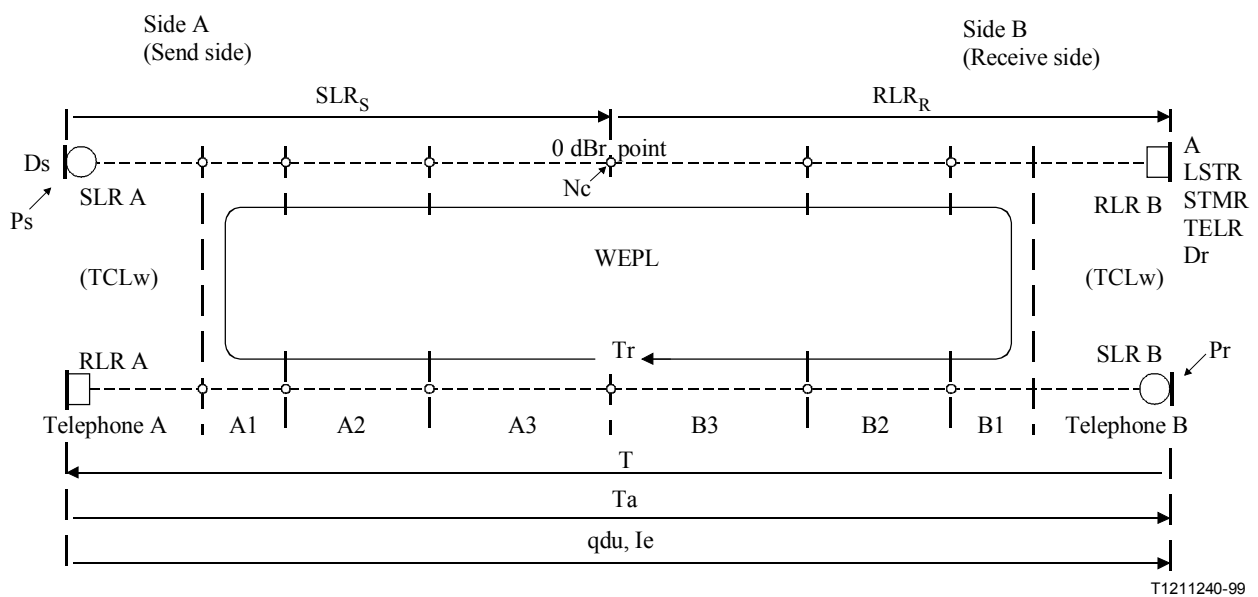 Side A
(Send side)
Side B
(Receive side)
SLRS
RLRR
Ds
0 dBr point
Nc
A
LSTR
STMR
TELR
Dr
Ps
SLR A
RLR B
(TCLw)
WEPL
(TCLw)
RLR A
Tr
SLR B
Pr
Telephone A
A1
A2
A3
B3
B2
B1
Telephone B
T
Ta
qdu, Ie
T1211240-99